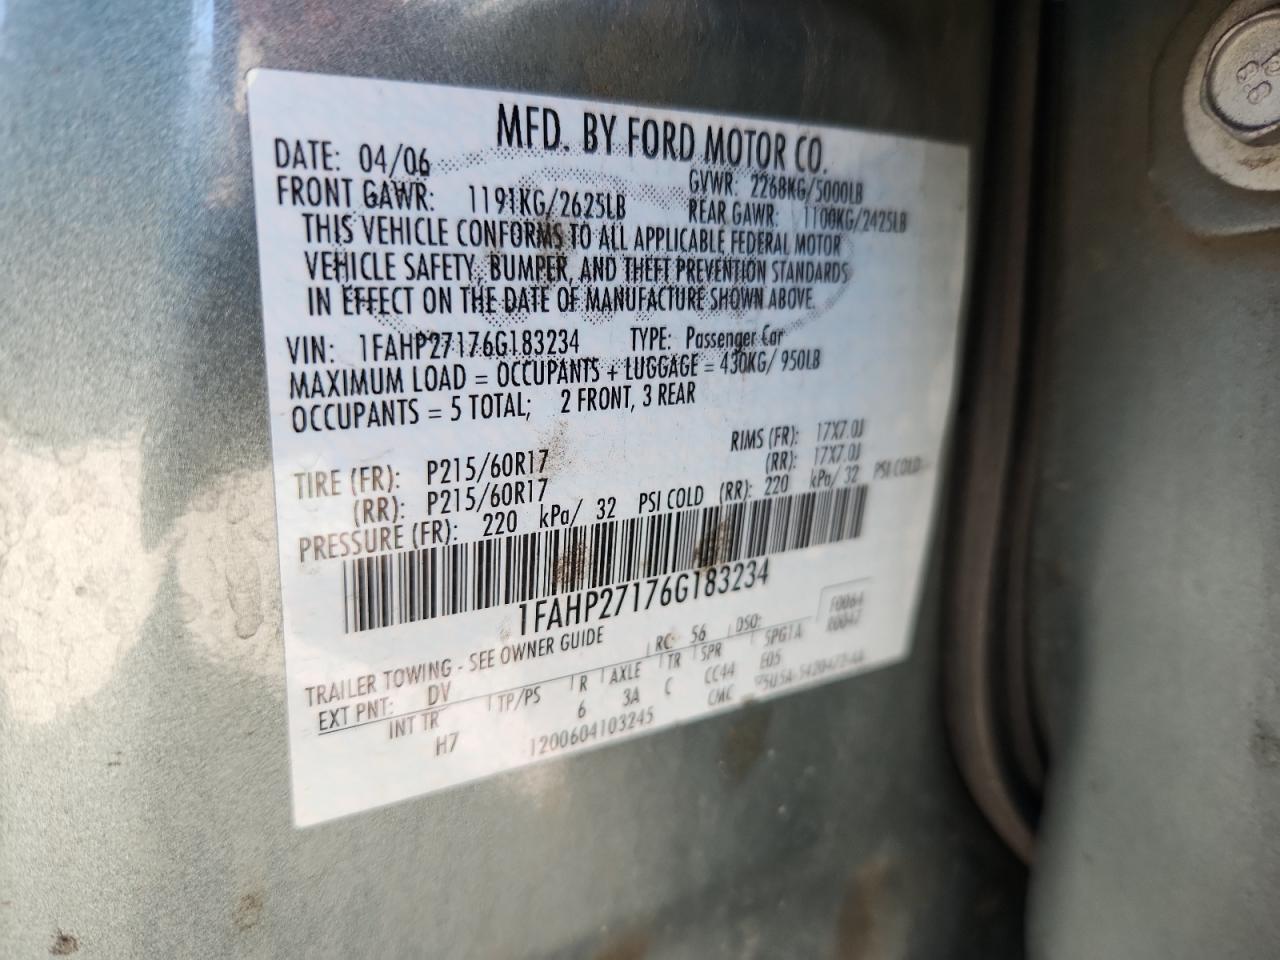 MFD. BY FORD MOTOR CO.
DATE: 04/06 GVWR: 2268KG/5000LB
FRONT GAWR: 1191KG/2625LB REAR GAWR: 1100KG/2425LB
THIS VEHICLE CONFORMS TO ALL APPLICABLE FEDERAL MOTOR
VEHICLE SAFETY, BUMPER, AND THEFT PREVENTION STANDARDS
IN EFFECT ON THE DATE OF MANUFACTURE SHOWN ABOVE.
VIN: 1FAHP27176G183234 TYPE: Passenger Car
MAXIMUM LOAD = OCCUPANTS + LUGGAGE = 430KG/ 950LB
OCCUPANTS = 5 TOTAL; 2 FRONT, 3 REAR
TIRE (FR): P215/60R17 RIMS (FR): 17X7.0J
(RR): P215/60R17 (RR): 17X7.0J
PRESSURE (FR): 220 kPa/ 32 PSI COLD (RR): 220 kPa/ 32 PSI COLD
1FAHP27176G183234
TRAILER TOWING - SEE OWNER GUIDE
EXT PNT: DV RC: 56 DSO: F0064
R0047
INT TR TP/PS R AXLE TR SPR SPG1A
H7 6 3A C CC44 E05
1200604103245 CMC